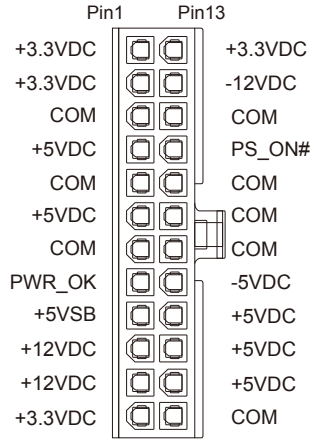 Pin1 Pin13
+3.3VDC +3.3VDC
+3.3VDC -12VDC
COM COM
+5VDC PS_ON#
COM COM
+5VDC COM
COM COM
PWR_OK -5VDC
+5VSB +5VDC
+12VDC +5VDC
+12VDC +5VDC
+3.3VDC COM